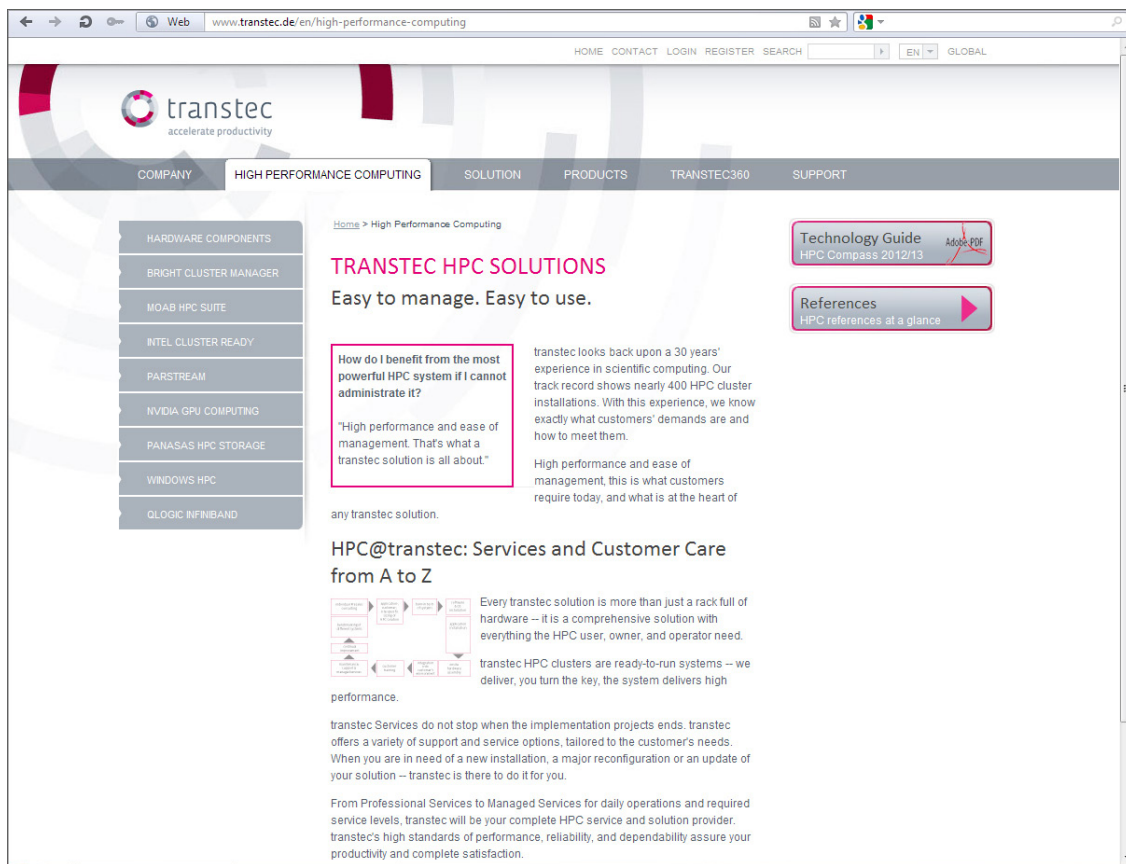 Web
www.transtec.de/en/high-performance-computing
HOME CONTACT LOGIN REGISTER SEARCH EN GLOBAL
transtec
accelerate productivity
COMPANY HIGH PERFORMANCE COMPUTING SOLUTION PRODUCTS TRANSTEC360 SUPPORT
HARDWARE COMPONENTS
BRIGHT CLUSTER MANAGER
MOAB HPC SUITE
INTEL CLUSTER READY
PARSTREAM
NVIDIA GPU COMPUTING
PANASAS HPC STORAGE
WINDOWS HPC
QLOGIC INFINIBAND
Home > High Performance Computing
TRANSTEC HPC SOLUTIONS
Easy to manage. Easy to use.
How do I benefit from the most
powerful HPC system if I cannot
administrate it?
"High performance and ease of
management. That's what a
transtec solution is all about."
transtec looks back upon a 30 years'
experience in scientific computing. Our
track record shows nearly 400 HPC cluster
installations. With this experience, we know
exactly what customers' demands are and
how to meet them.
High performance and ease of
management, this is what customers
require today, and what is at the heart of
any transtec solution.
HPC@transtec: Services and Customer Care
from A to Z
Every transtec solution is more than just a rack full of
hardware -- it is a comprehensive solution with
everything the HPC user, owner, and operator need.
transtec HPC clusters are ready-to-run systems -- we
deliver, you turn the key, the system delivers high
performance.
transtec Services do not stop when the implementation projects ends. transtec
offers a variety of support and service options, tailored to the customer's needs.
When you are in need of a new installation, a major reconfiguration or an update of
your solution -- transtec is there to do it for you.
From Professional Services to Managed Services for daily operations and required
service levels, transtec will be your complete HPC service and solution provider.
transtec's high standards of performance, reliability, and dependability assure your
productivity and complete satisfaction.
Technology Guide
Adobe PDF
HPC Compass 2012/13
References
HPC references at a glance